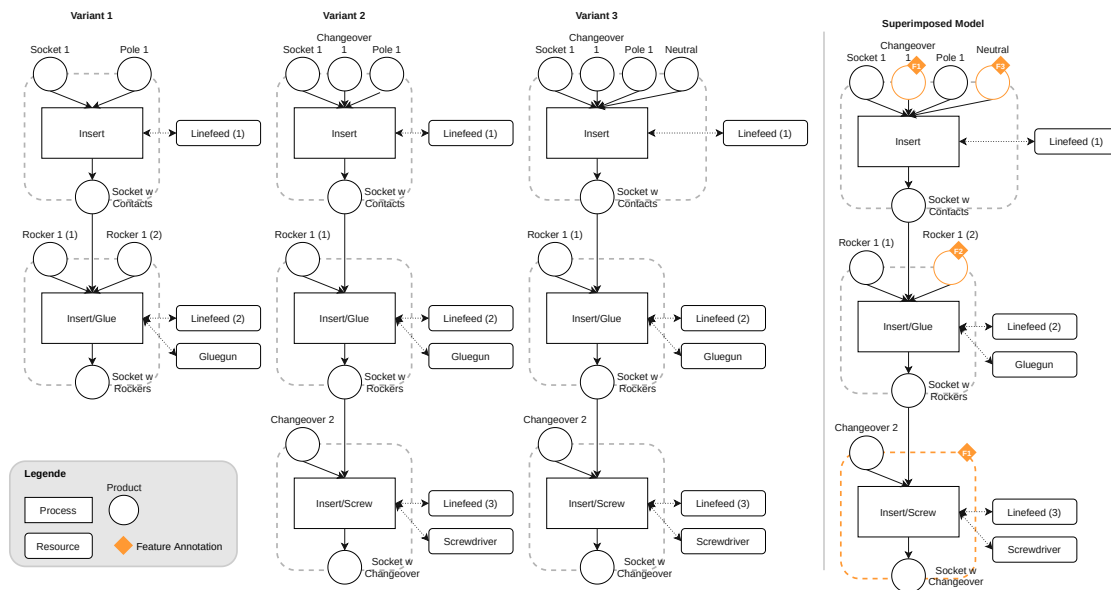 Variant 1
Socket 1
Pole 1
Insert
Linefeed (1)
Socket w
Contacts
Rocker 1 (1)
Rocker 1 (2)
Insert/Glue
Linefeed (2)
Gluegun
Socket w
Rockers
Variant 2
Changeover
Socket 1
1
Pole 1
Insert
Linefeed (1)
Socket w
Contacts
Rocker 1 (1)
Insert/Glue
Linefeed (2)
Gluegun
Socket w
Rockers
Changeover 2
Insert/Screw
Linefeed (3)
Screwdriver
Socket w
Changeover
Variant 3
Changeover
Socket 1
1
Pole 1
Neutral
Insert
Linefeed (1)
Socket w
Contacts
Rocker 1 (1)
Insert/Glue
Linefeed (2)
Gluegun
Socket w
Rockers
Changeover 2
Insert/Screw
Linefeed (3)
Screwdriver
Socket w
Changeover
Superimposed Model
Changeover
Socket 1
1
F1
Pole 1
Neutral
F3
Insert
Linefeed (1)
Socket w
Contacts
Rocker 1 (1)
Rocker 1 (2)
F2
Insert/Glue
Linefeed (2)
Gluegun
Socket w
Rockers
Changeover 2
F1
Insert/Screw
Linefeed (3)
Screwdriver
Socket w
Changeover
Legende
Product
Process
Resource
Feature Annotation